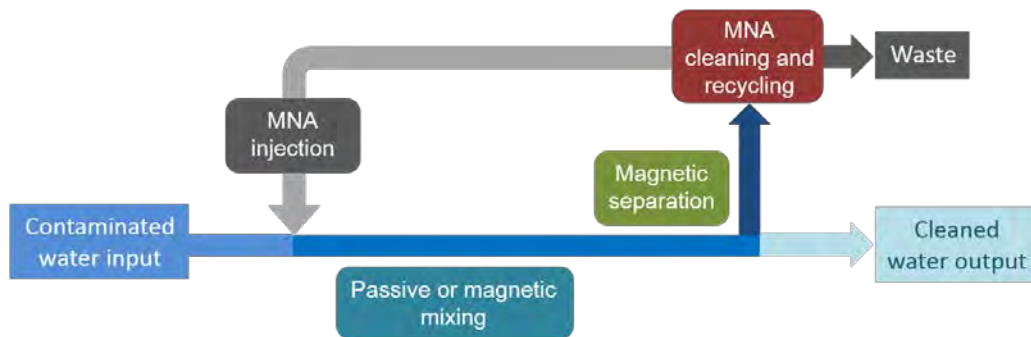 MNA
cleaning and
recycling
Waste
MNA
injection
Magnetic
separation
Contaminated
water input
Cleaned
water output
Passive or magnetic
mixing